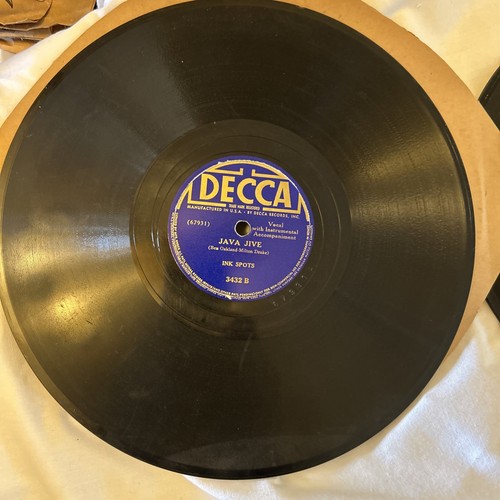 DECCA
MANUFACTURED IN U.S.A. · BY DECCA RECORDS, INC.
(67931)
Vocal
with Instrumental
Accompaniment
JAVA JIVE
(Ben Oakland-Milton Drake)
INK SPOTS
3432 B